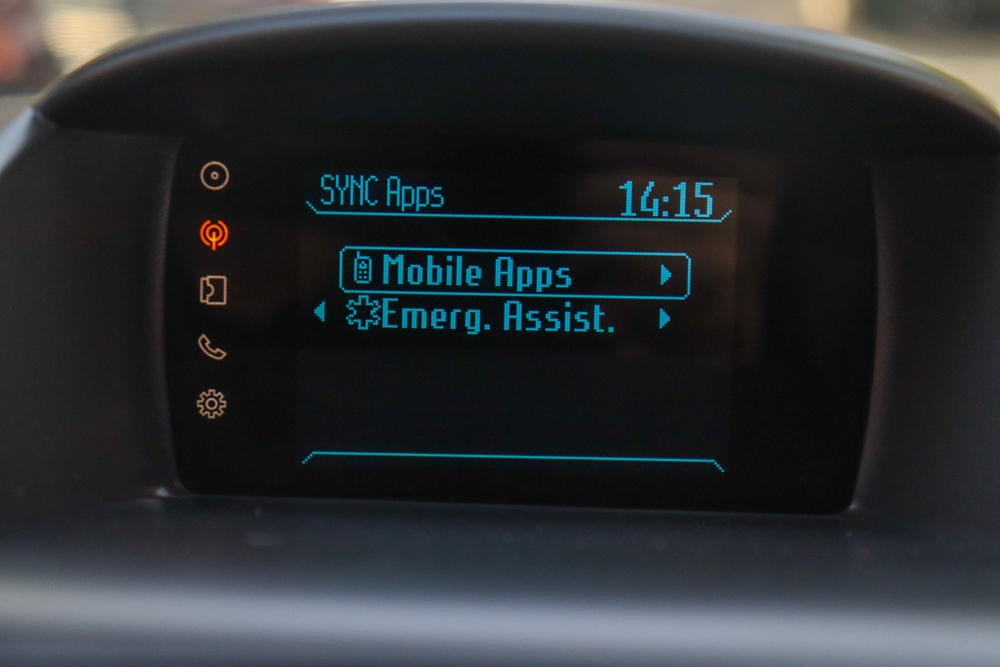 SYNC Apps 14:15
Mobile Apps
Emerg. Assist.